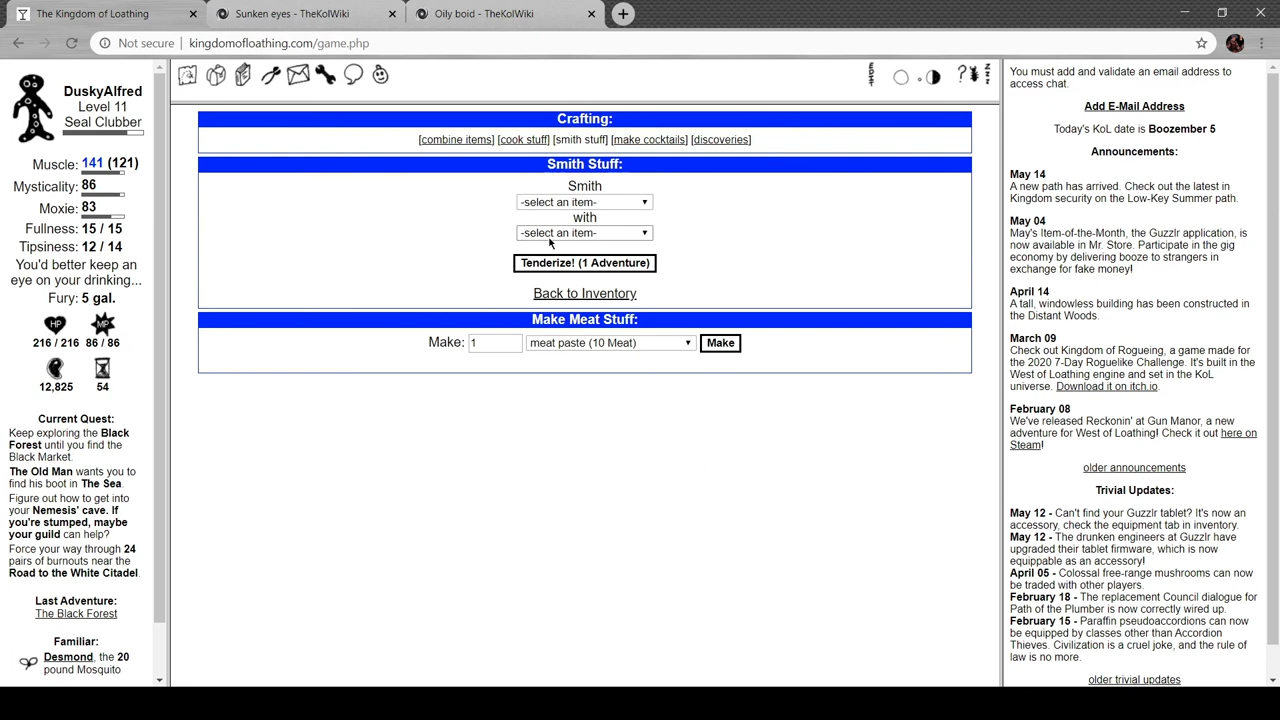 The Kingdom of Loathing
Sunken eyes - TheKolWiki
Oily boid - TheKolWiki
Not secure | kingdomofloathing.com/game.php
DuskyAlfred
Level 11
Seal Clubber
Muscle: 141 (121)
Mysticality: 86
Moxie: 83
Fullness: 15 / 15
Tipsiness: 12 / 14
You'd better keep an
eye on your drinking...
Fury: 5 gal.
HP
MP
216 / 216
86 / 86
12,825
54
Current Quest:
Keep exploring the Black
Forest until you find the
Black Market.
The Old Man wants you to
find his boot in The Sea.
Figure out how to get into
your Nemesis' cave. If
you're stumped, maybe
your guild can help?
Force your way through 24
pairs of burnouts near the
Road to the White Citadel.
Last Adventure:
The Black Forest
Familiar:
Desmond, the 20
pound Mosquito
Crafting:
[combine items] [cook stuff] [smith stuff] [make cocktails] [discoveries]
Smith Stuff:
Smith
-select an item-
with
-select an item-
Tenderize! (1 Adventure)
Back to Inventory
Make Meat Stuff:
Make: 1 meat paste (10 Meat) Make
You must add and validate an email address to
access chat.
Add E-Mail Address
Today's KoL date is Boozember 5
Announcements:
May 14
A new path has arrived. Check out the latest in
Kingdom security on the Low-Key Summer path.
May 04
May's Item-of-the-Month, the Guzzlr application, is
now available in Mr. Store. Participate in the gig
economy by delivering booze to strangers in
exchange for fake money!
April 14
A tall, windowless building has been constructed in
the Distant Woods.
March 09
Check out Kingdom of Rogueing, a game made for
the 2020 7-Day Roguelike Challenge. It's built in the
West of Loathing engine and set in the KoL
universe. Download it on itch.io.
February 08
We've released Reckonin' at Gun Manor, a new
adventure for West of Loathing! Check it out here on
Steam!
older announcements
Trivial Updates:
May 12 - Can't find your Guzzlr tablet? It's now an
accessory, check the equipment tab in inventory.
May 12 - The drunken engineers at Guzzlr have
upgraded their tablet firmware, which is now
equippable as an accessory!
April 05 - Colossal free-range mushrooms can now
be traded with other players.
February 18 - The replacement Council dialogue for
Path of the Plumber is now correctly wired up.
February 15 - Paraffin pseudoaccordions can now
be equipped by classes other than Accordion
Thieves. Civilization is a cruel joke, and the rule of
law is no more.
older trivial updates